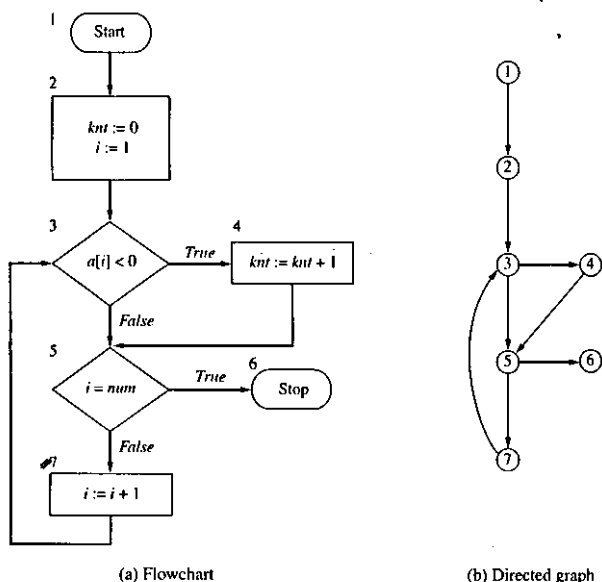 1
Start
2
knt := 0
i := 1
3
a[i] < 0
True
4
knt := knt + 1
False
5
i = num
True
6
Stop
False
7
i := i + 1
(a) Flowchart
1
2
3
4
5
6
7
(b) Directed graph